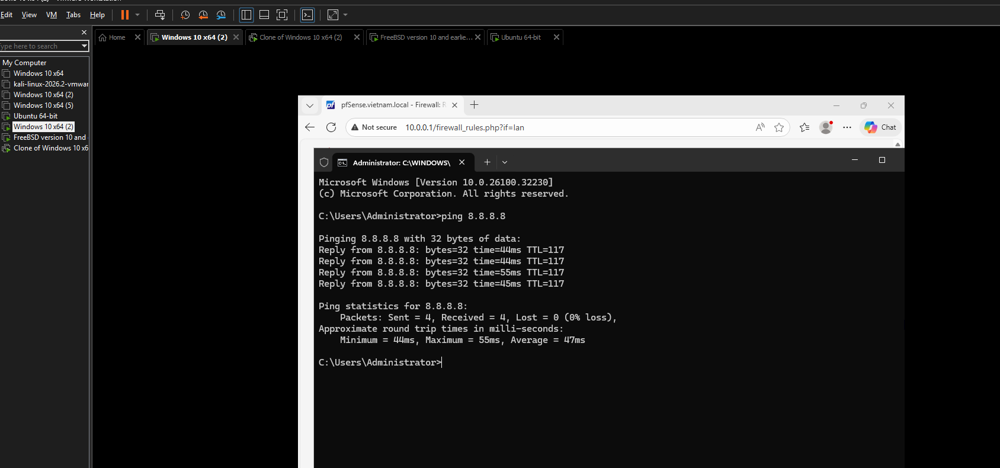 Edit View VM Tabs Help
Type here to search
Home
Windows 10 x64 (2)
Clone of Windows 10 x64 (2)
FreeBSD version 10 and earlie...
Ubuntu 64-bit
My Computer
Windows 10 x64
kali-linux-2026.2-vmwar
Windows 10 x64 (2)
Windows 10 x64 (5)
Ubuntu 64-bit
Windows 10 x64 (2)
FreeBSD version 10 and
Clone of Windows 10 x6
pfSense.vietnam.local - Firewall: R
Not secure 10.0.0.1/firewall_rules.php?if=lan
Chat
Administrator: C:\WINDOWS\
Microsoft Windows [Version 10.0.26100.32230]
(c) Microsoft Corporation. All rights reserved.
C:\Users\Administrator>ping 8.8.8.8
Pinging 8.8.8.8 with 32 bytes of data:
Reply from 8.8.8.8: bytes=32 time=44ms TTL=117
Reply from 8.8.8.8: bytes=32 time=44ms TTL=117
Reply from 8.8.8.8: bytes=32 time=55ms TTL=117
Reply from 8.8.8.8: bytes=32 time=45ms TTL=117
Ping statistics for 8.8.8.8:
Packets: Sent = 4, Received = 4, Lost = 0 (0% loss),
Approximate round trip times in milli-seconds:
Minimum = 44ms, Maximum = 55ms, Average = 47ms
C:\Users\Administrator>